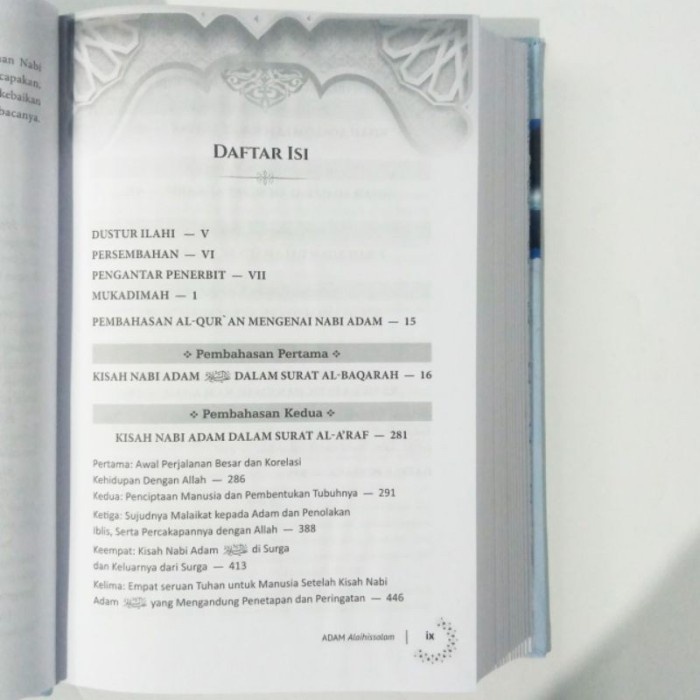 an Nabi
capakan,
kebaikan
bacanya.
DAFTAR ISI
DUSTUR ILAHI — V
PERSEMBAHAN — VI
PENGANTAR PENERBIT — VII
MUKADIMAH — 1
PEMBAHASAN AL-QUR`AN MENGENAI NABI ADAM — 15
Pembahasan Pertama
KISAH NABI ADAM DALAM SURAT AL-BAQARAH — 16
Pembahasan Kedua
KISAH NABI ADAM DALAM SURAT AL-A'RAF — 281
Pertama: Awal Perjalanan Besar dan Korelasi
Kehidupan Dengan Allah — 286
Kedua: Penciptaan Manusia dan Pembentukan Tubuhnya — 291
Ketiga: Sujudnya Malaikat kepada Adam dan Penolakan
Iblis, Serta Percakapannya dengan Allah — 388
Keempat: Kisah Nabi Adam di Surga
dan Keluarnya dari Surga — 413
Kelima: Empat seruan Tuhan untuk Manusia Setelah Kisah Nabi
Adam yang Mengandung Penetapan dan Peringatan — 446
ADAM Alaihissalam | ix